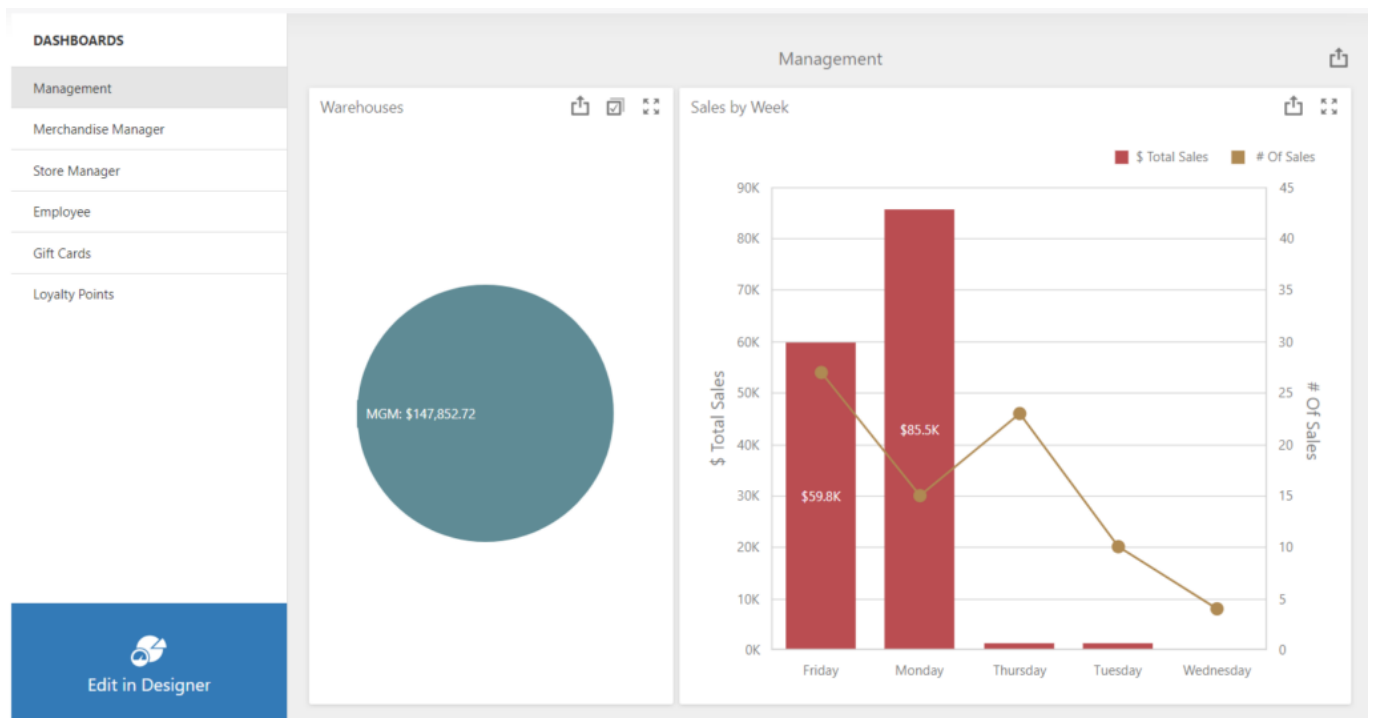 DASHBOARDS
Management
Merchandise Manager
Store Manager
Employee
Gift Cards
Loyalty Points
Edit in Designer
Management
Warehouses
MGM: $147,852.72
Sales by Week
$ Total Sales # Of Sales
$ Total Sales
90K
80K
70K
60K
50K
40K
30K
20K
10K
0K
$59.8K
$85.5K
45
40
35
30
25
20
15
10
5
0
# Of Sales
Friday Monday Thursday Tuesday Wednesday